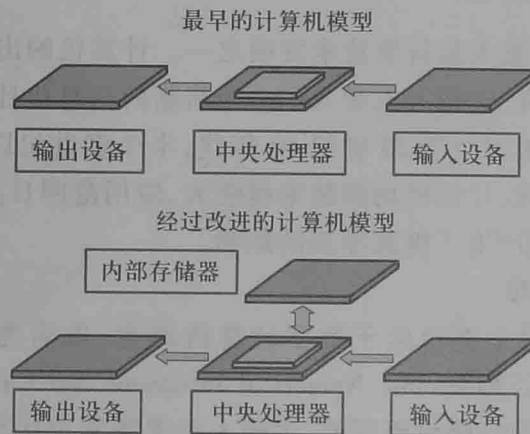 最早的计算机模型
输出设备 中央处理器 输入设备
经过改进的计算机模型
内部存储器
输出设备 中央处理器 输入设备